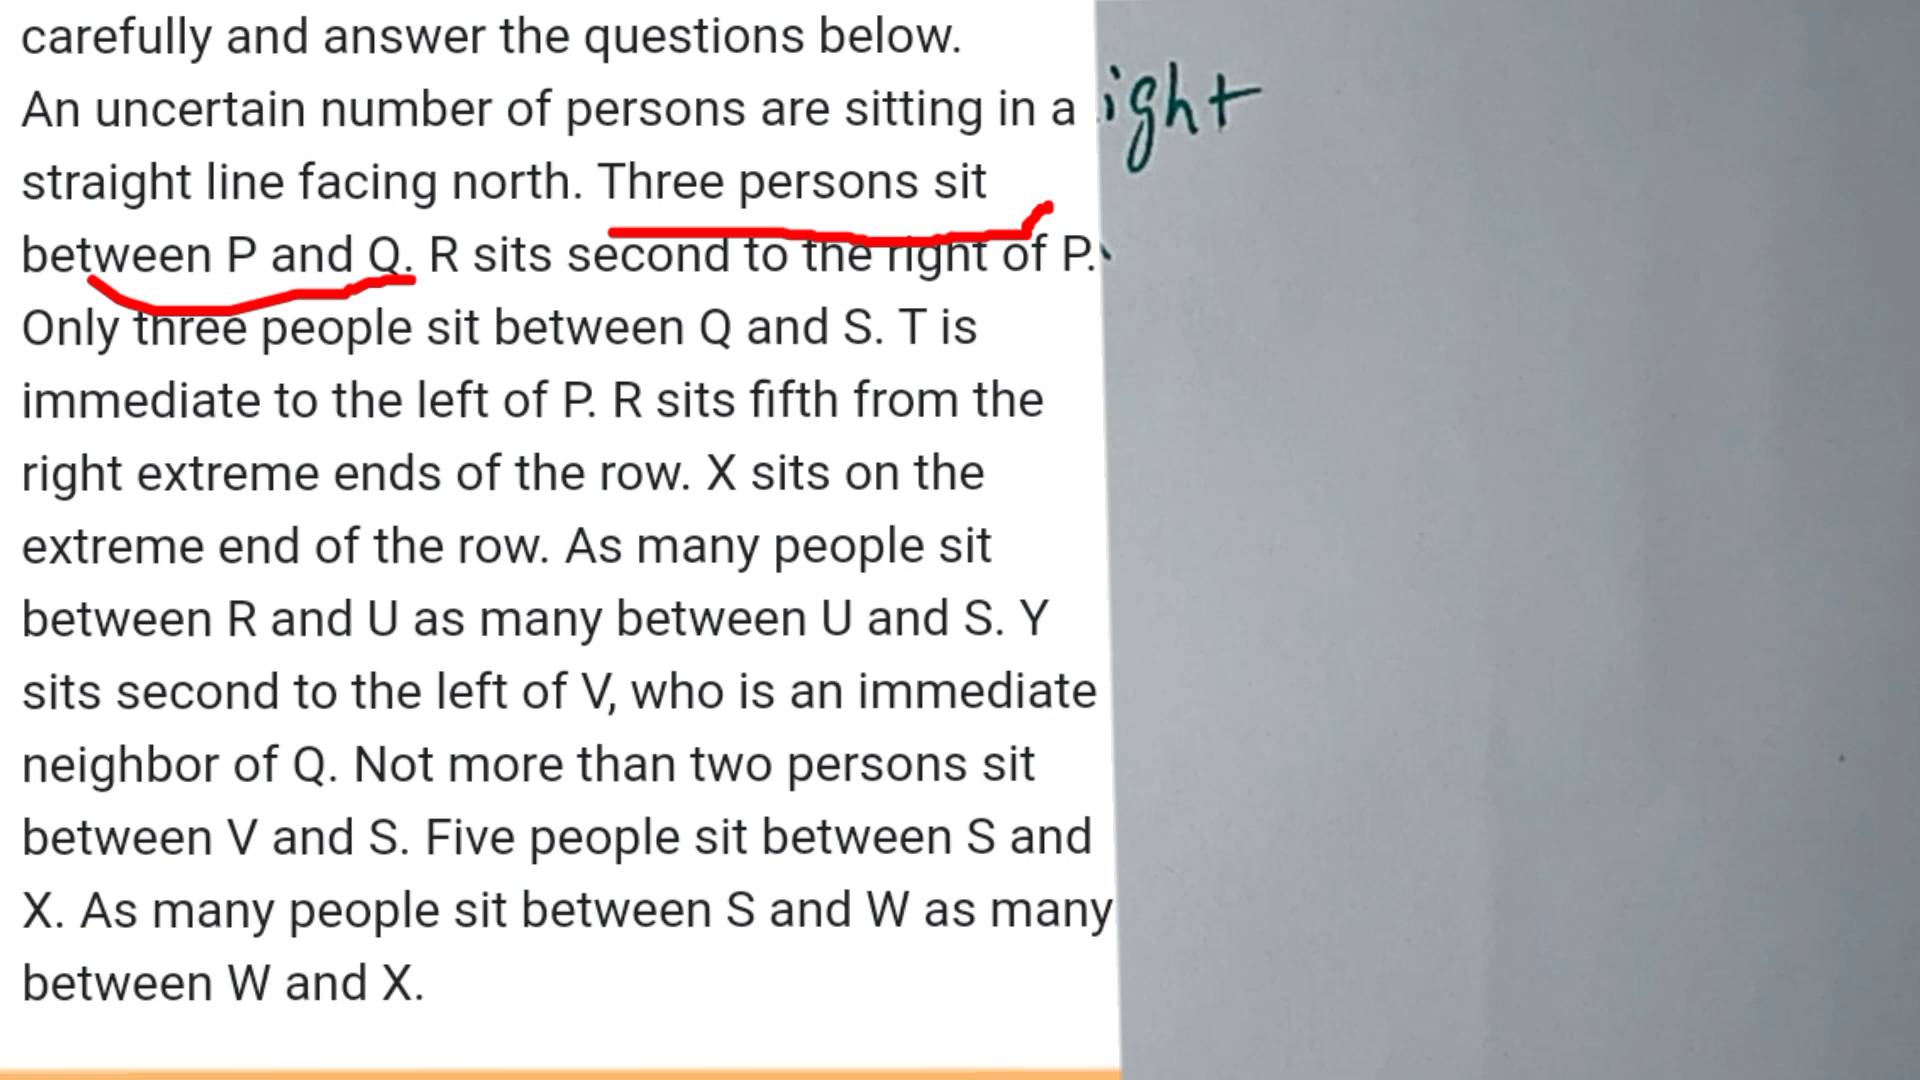 carefully and answer the questions below.
An uncertain number of persons are sitting in a
straight line facing north. Three persons sit
between P and Q. R sits second to the right of P.
Only three people sit between Q and S. T is
immediate to the left of P. R sits fifth from the
right extreme ends of the row. X sits on the
extreme end of the row. As many people sit
between R and U as many between U and S. Y
sits second to the left of V, who is an immediate
neighbor of Q. Not more than two persons sit
between V and S. Five people sit between S and
X. As many people sit between S and W as many
between W and X.
ight